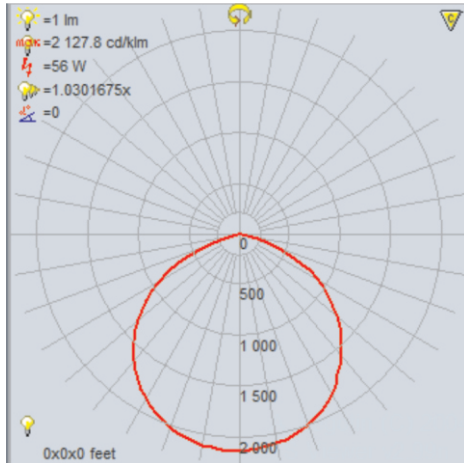 =1 lm
max=2 127.8 cd/klm
=56 W
=1.0301675x
=0
C
0
500
1 000
1 500
2 000
0x0x0 feet